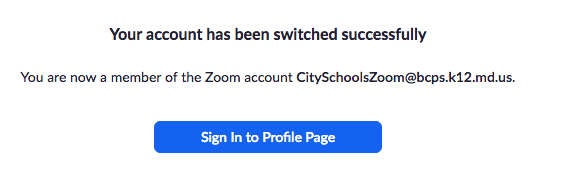 Your account has been switched successfully
You are now a member of the Zoom account CitySchoolsZoom@bcps.k12.md.us.
Sign In to Profile Page